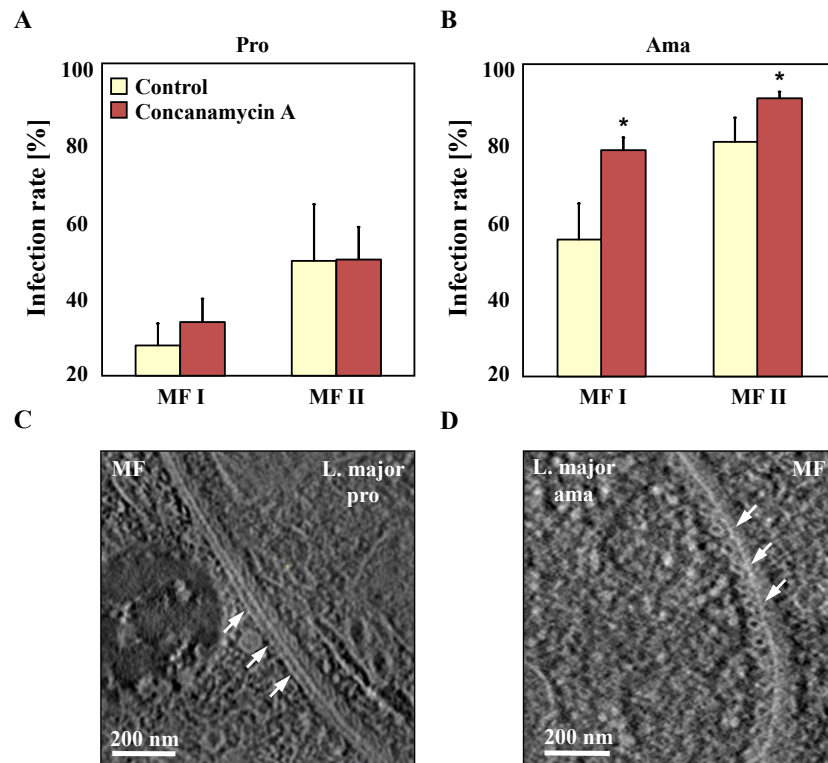 A
Pro
100
80
60
40
20
Infection rate [%]
Control
Concanamycin A
MF I
MF II
B
Ama
100
80
60
40
20
Infection rate [%]
*
*
MF I
MF II
C
MF
L. major
pro
200 nm
D
L. major
ama
MF
200 nm